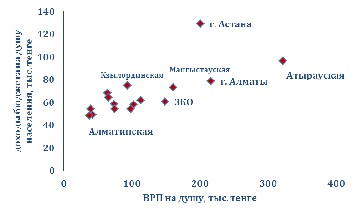 доходы бюджета на душу
населения, тыс. тенге
140
120
100
80
60
40
20
0
г. Астана
Кзылординская
Мангыстауская
Атырауская
г. Алматы
ЗКО
Алматинская
0
100
200
300
400
ВРП на душу, тыс. тенге